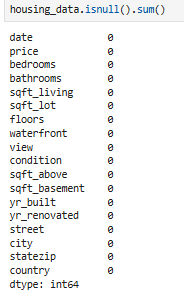 housing_data.isnull().sum()
date 0
price 0
bedrooms 0
bathrooms 0
sqft_living 0
sqft_lot 0
floors 0
waterfront 0
view 0
condition 0
sqft_above 0
sqft_basement 0
yr_built 0
yr_renovated 0
street 0
city 0
statezip 0
country 0
dtype: int64